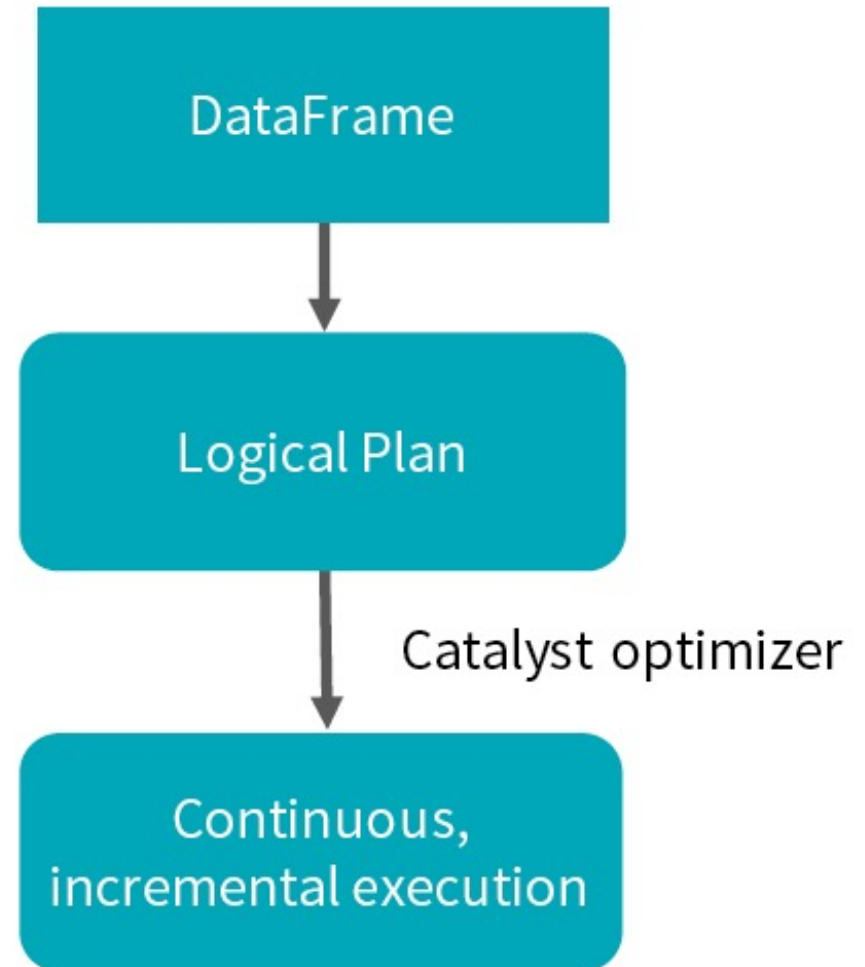 DataFrame
Logical Plan
Catalyst optimizer
Continuous,
incremental execution